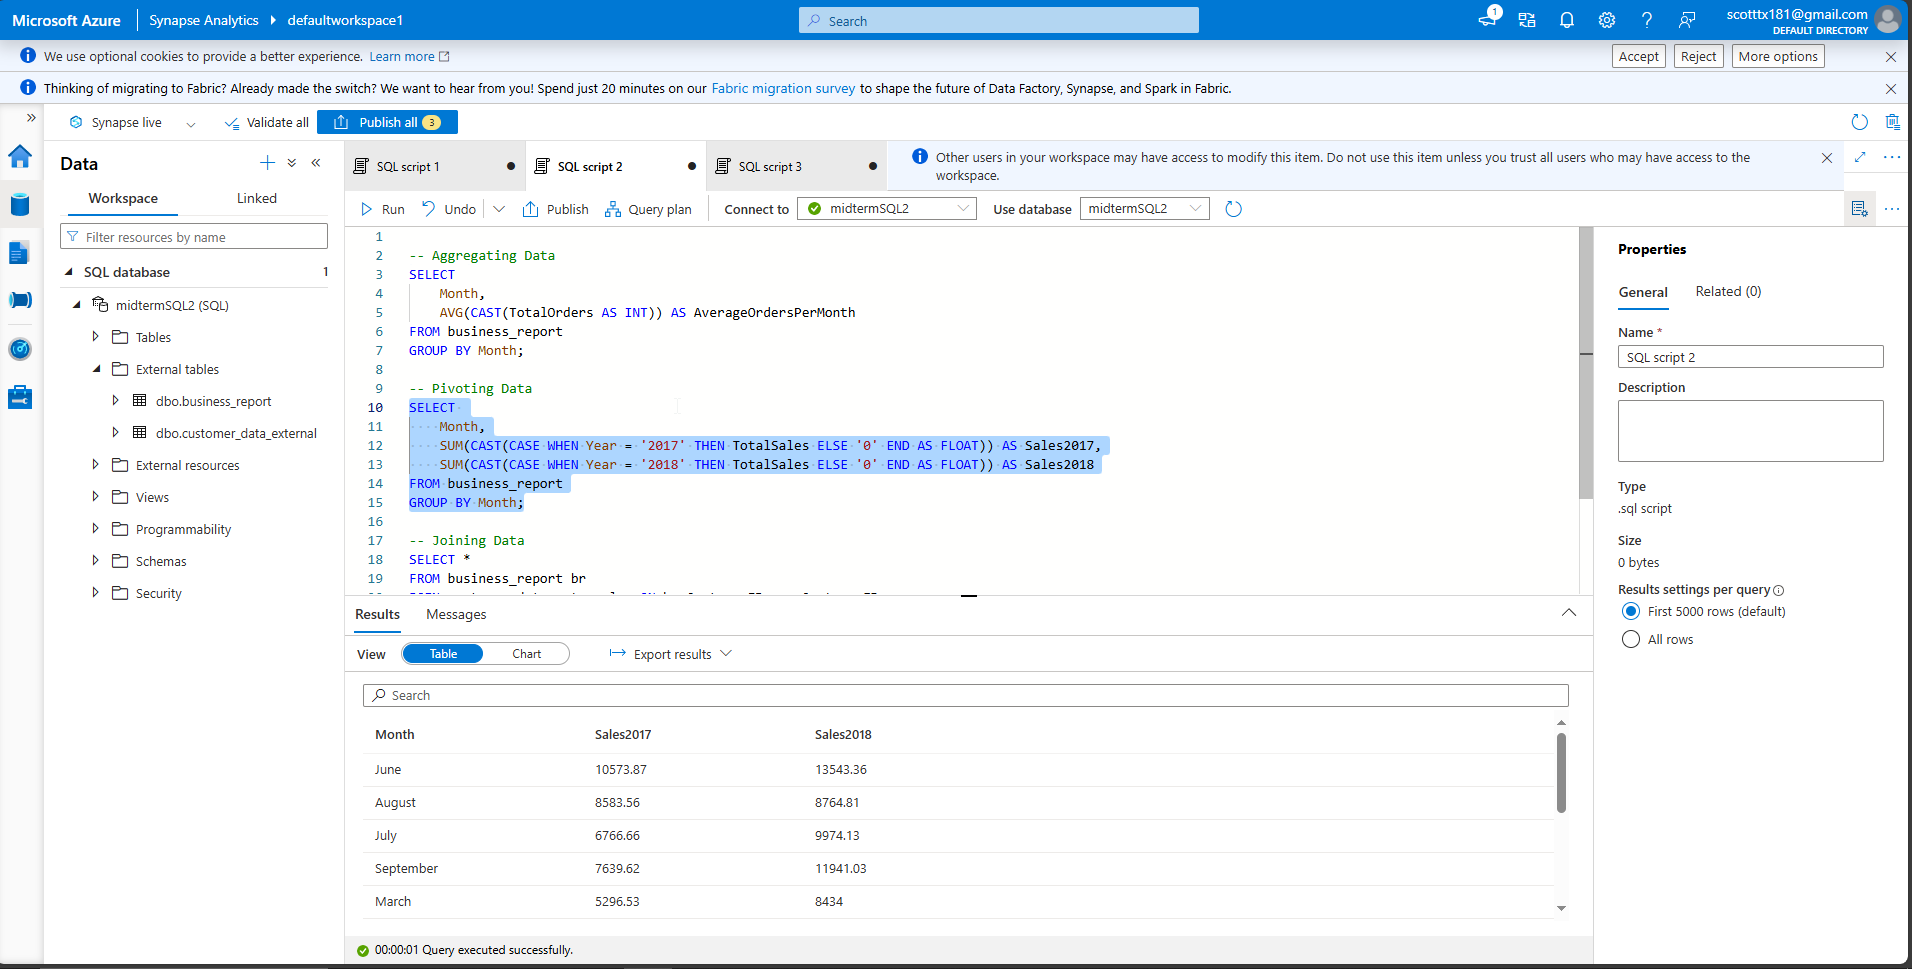 Microsoft Azure Synapse Analytics defaultworkspace1 Search 1 scotttx181@gmail.com
DEFAULT DIRECTORY
We use optional cookies to provide a better experience. Learn more Accept Reject More options
Thinking of migrating to Fabric? Already made the switch? We want to hear from you! Spend just 20 minutes on our Fabric migration survey to shape the future of Data Factory, Synapse, and Spark in Fabric.
Synapse live Validate all Publish all 3
Data
Workspace Linked
Filter resources by name
SQL database 1
midtermSQL2 (SQL)
Tables
External tables
dbo.business_report
dbo.customer_data_external
External resources
Views
Programmability
Schemas
Security
SQL script 1 SQL script 2 SQL script 3
Other users in your workspace may have access to modify this item. Do not use this item unless you trust all users who may have access to the
workspace.
Run Undo Publish Query plan Connect to midtermSQL2 Use database midtermSQL2
1
2 -- Aggregating Data
3 SELECT
4 Month,
5 AVG(CAST(TotalOrders AS INT)) AS AverageOrdersPerMonth
6 FROM business_report
7 GROUP BY Month;
8
9 -- Pivoting Data
10 SELECT
11 Month,
12 SUM(CAST(CASE WHEN Year = '2017' THEN TotalSales ELSE '0' END AS FLOAT)) AS Sales2017,
13 SUM(CAST(CASE WHEN Year = '2018' THEN TotalSales ELSE '0' END AS FLOAT)) AS Sales2018
14 FROM business_report
15 GROUP BY Month;
16
17 -- Joining Data
18 SELECT *
19 FROM business_report br
Results Messages
View Table Chart Export results
Search
Month Sales2017 Sales2018
June 10573.87 13543.36
August 8583.56 8764.81
July 6766.66 9974.13
September 7639.62 11941.03
March 5296.53 8434
00:00:01 Query executed successfully.
Properties
General Related (0)
Name *
SQL script 2
Description
Type
.sql script
Size
0 bytes
Results settings per query
First 5000 rows (default)
All rows